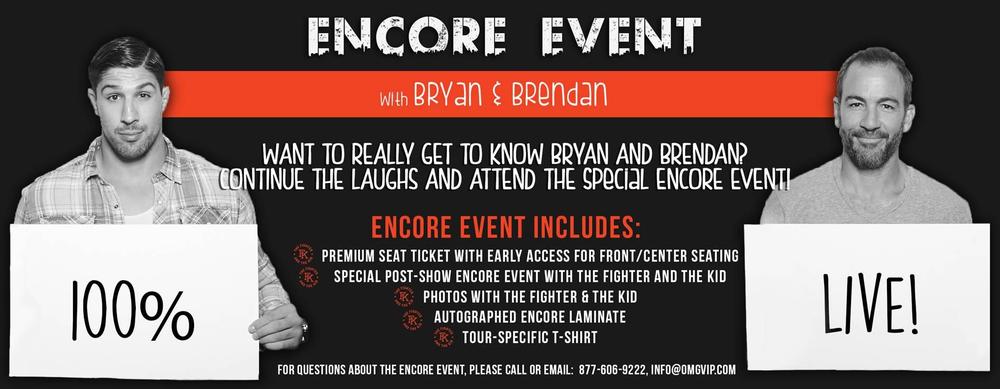 ENCORE EVENT
with Bryan & Brendan
WANT TO REALLY GET TO KNOW BRYAN AND BRENDAN?
CONTINUE THE LAUGHS AND ATTEND THE SPECIAL ENCORE EVENT!
ENCORE EVENT INCLUDES:
PREMIUM SEAT TICKET WITH EARLY ACCESS FOR FRONT/CENTER SEATING
SPECIAL POST-SHOW ENCORE EVENT WITH THE FIGHTER AND THE KID
PHOTOS WITH THE FIGHTER & THE KID
AUTOGRAPHED ENCORE LAMINATE
TOUR-SPECIFIC T-SHIRT
100%
LIVE!
FOR QUESTIONS ABOUT THE ENCORE EVENT, PLEASE CALL OR EMAIL: 877-606-9222, INFO@OMGVIP.COM